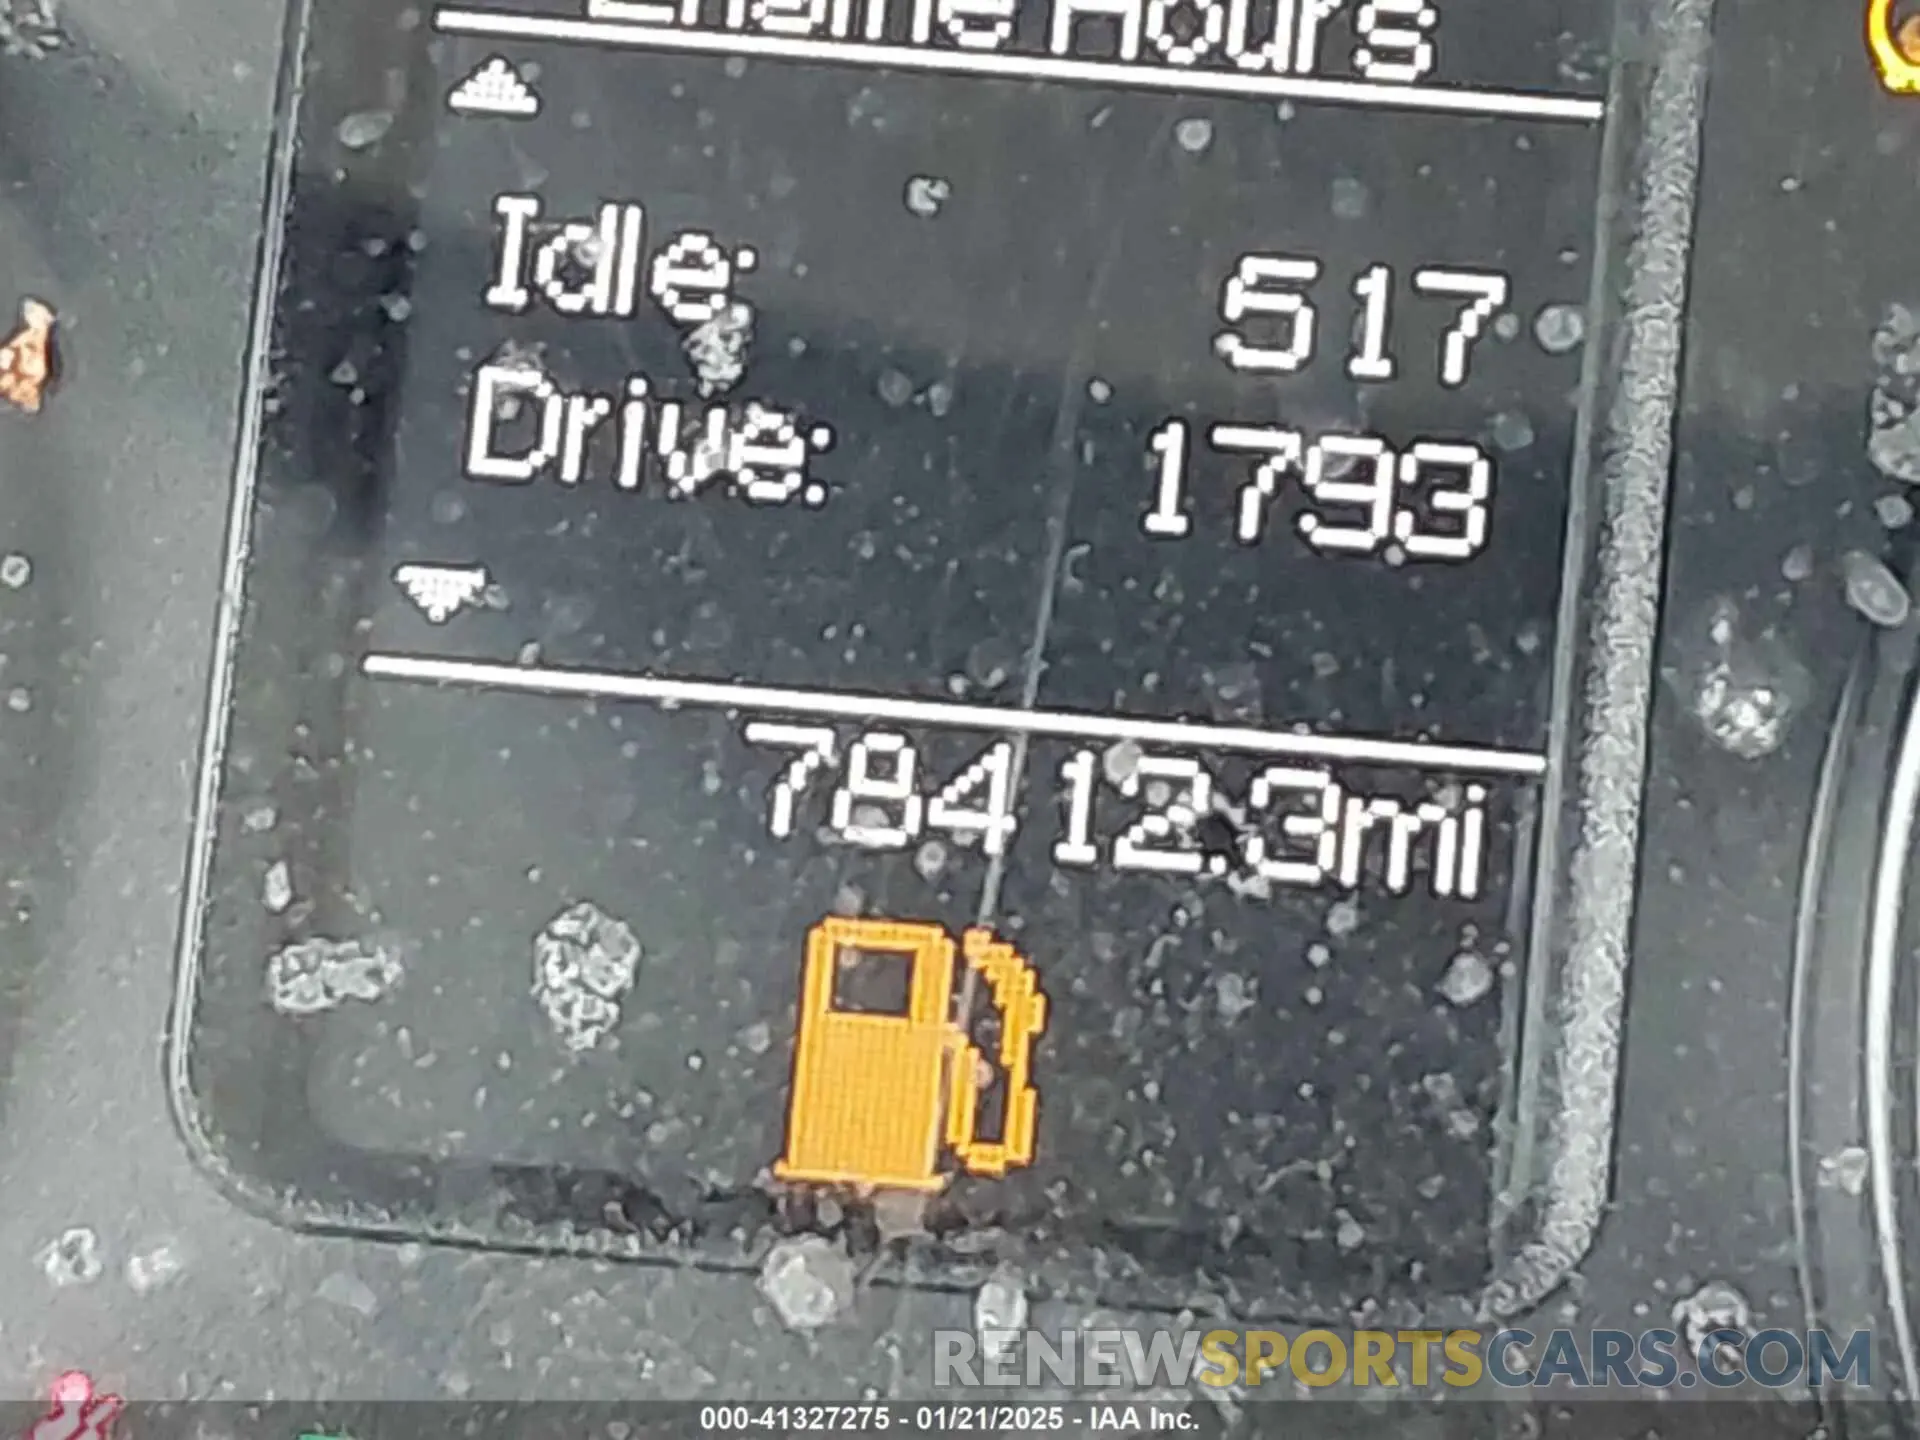 Engine Hours
Idle: 517
Drive: 1793
78412.3mi
RENEWSPORTSCARS.COM
000-41327275 - 01/21/2025 - IAA Inc.